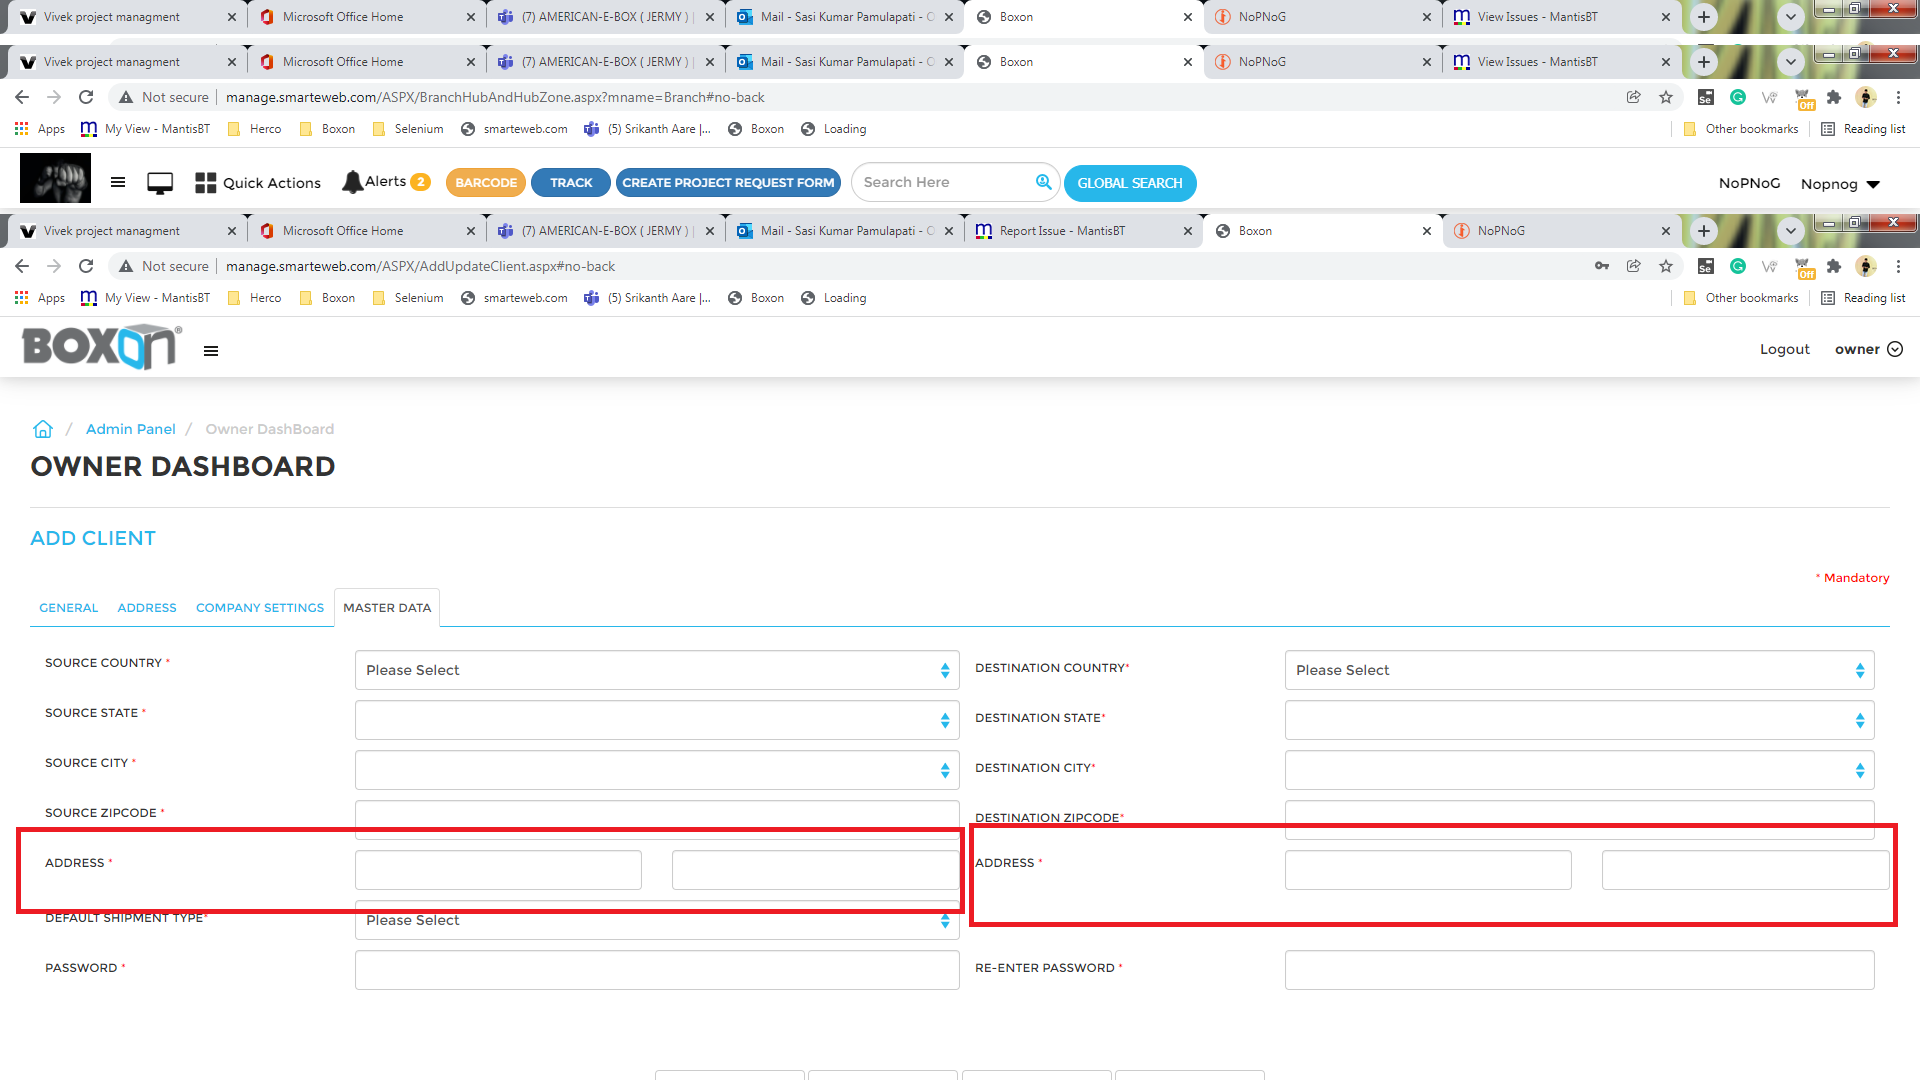 Vivek project managment Microsoft Office Home (7) AMERICAN-E-BOX ( JERMY ) | Mail - Sasi Kumar Pamulapati - O Boxon NoPNoG View Issues - MantisBT
Vivek project managment Microsoft Office Home (7) AMERICAN-E-BOX ( JERMY ) | Mail - Sasi Kumar Pamulapati - O Boxon NoPNoG View Issues - MantisBT
Not secure manage.smarteweb.com/ASPX/BranchHubAndHubZone.aspx?mname=Branch#no-back Se Off
Apps My View - MantisBT Herco Boxon Selenium smarteweb.com (5) Srikanth Aare |... Boxon Loading Other bookmarks Reading list
Quick Actions Alerts 2 BARCODE TRACK CREATE PROJECT REQUEST FORM Search Here GLOBAL SEARCH NoPNoG Nopnog
Vivek project managment Microsoft Office Home (7) AMERICAN-E-BOX ( JERMY ) | Mail - Sasi Kumar Pamulapati - O Report Issue - MantisBT Boxon NoPNoG
Not secure manage.smarteweb.com/ASPX/AddUpdateClient.aspx#no-back Se Off
Apps My View - MantisBT Herco Boxon Selenium smarteweb.com (5) Srikanth Aare |... Boxon Loading Other bookmarks Reading list
BOXON® Logout owner
/ Admin Panel / Owner DashBoard
OWNER DASHBOARD
ADD CLIENT
* Mandatory
GENERAL ADDRESS COMPANY SETTINGS MASTER DATA
SOURCE COUNTRY * Please Select DESTINATION COUNTRY* Please Select
SOURCE STATE * DESTINATION STATE*
SOURCE CITY * DESTINATION CITY*
SOURCE ZIPCODE * DESTINATION ZIPCODE*
ADDRESS * ADDRESS *
DEFAULT SHIPMENT TYPE* Please Select
PASSWORD * RE-ENTER PASSWORD *